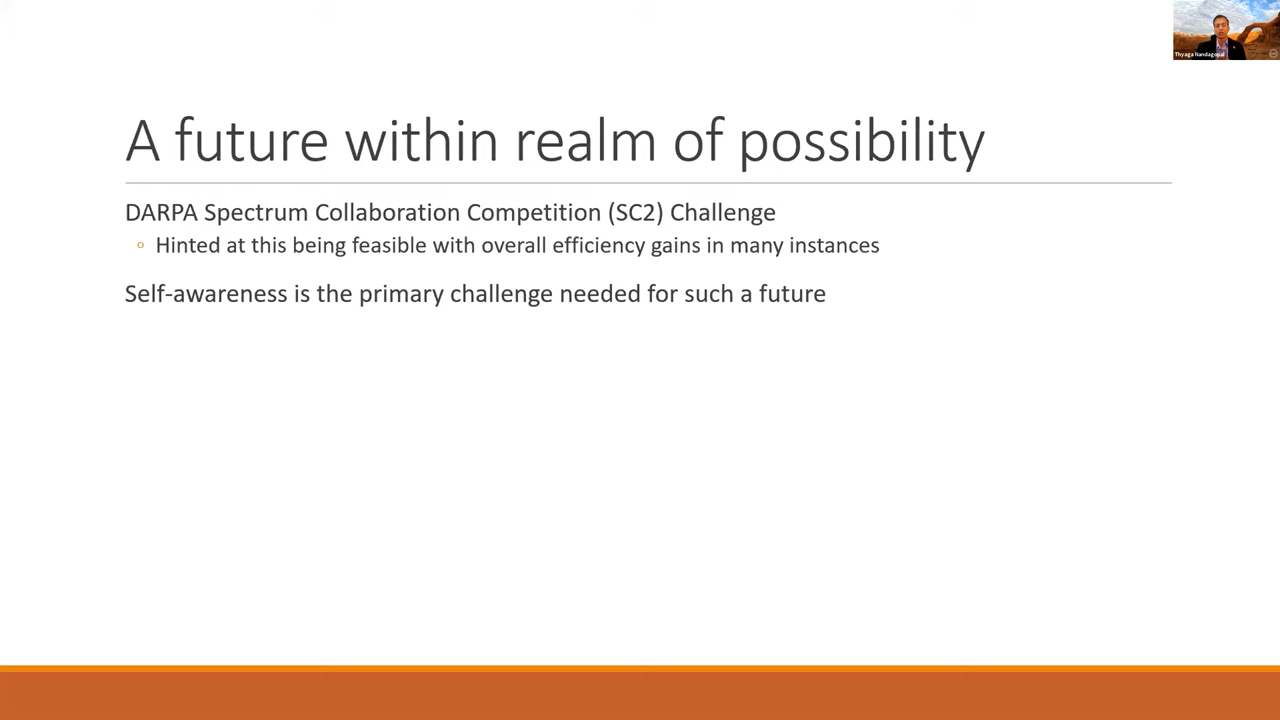 Thyaga Nandagopal
A future within realm of possibility
DARPA Spectrum Collaboration Competition (SC2) Challenge
Hinted at this being feasible with overall efficiency gains in many instances
Self-awareness is the primary challenge needed for such a future